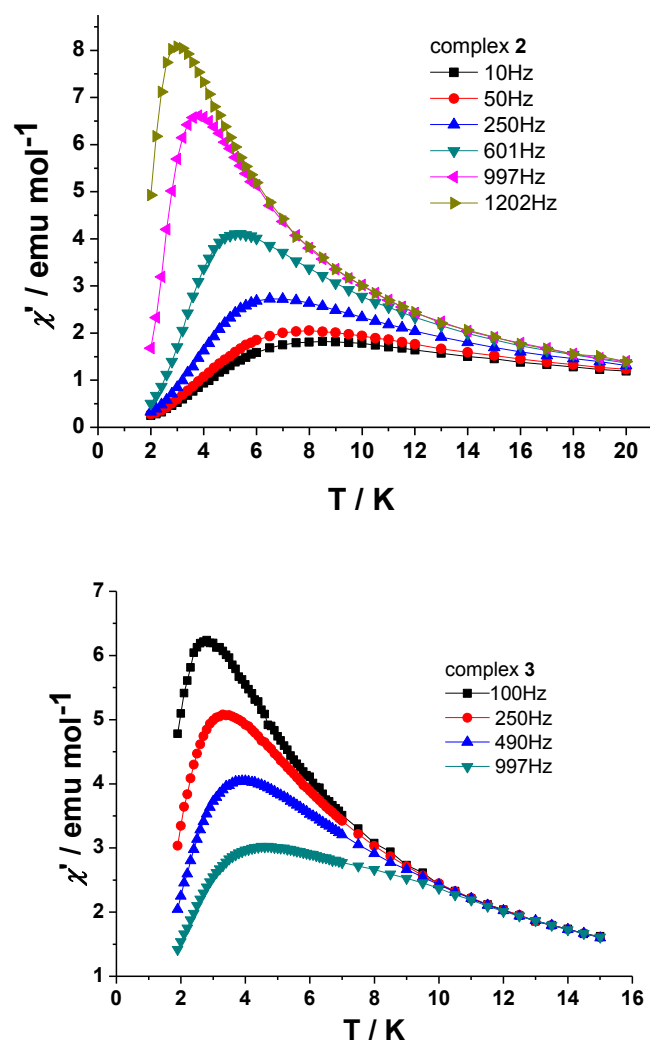 complex 2
10Hz
50Hz
250Hz
601Hz
997Hz
1202Hz
χ' / emu mol-1
8
7
6
5
4
3
2
1
0
0 2 4 6 8 10 12 14 16 18 20
T / K
complex 3
100Hz
250Hz
490Hz
997Hz
χ' / emu mol-1
7
6
5
4
3
2
1
0 2 4 6 8 10 12 14 16
T / K